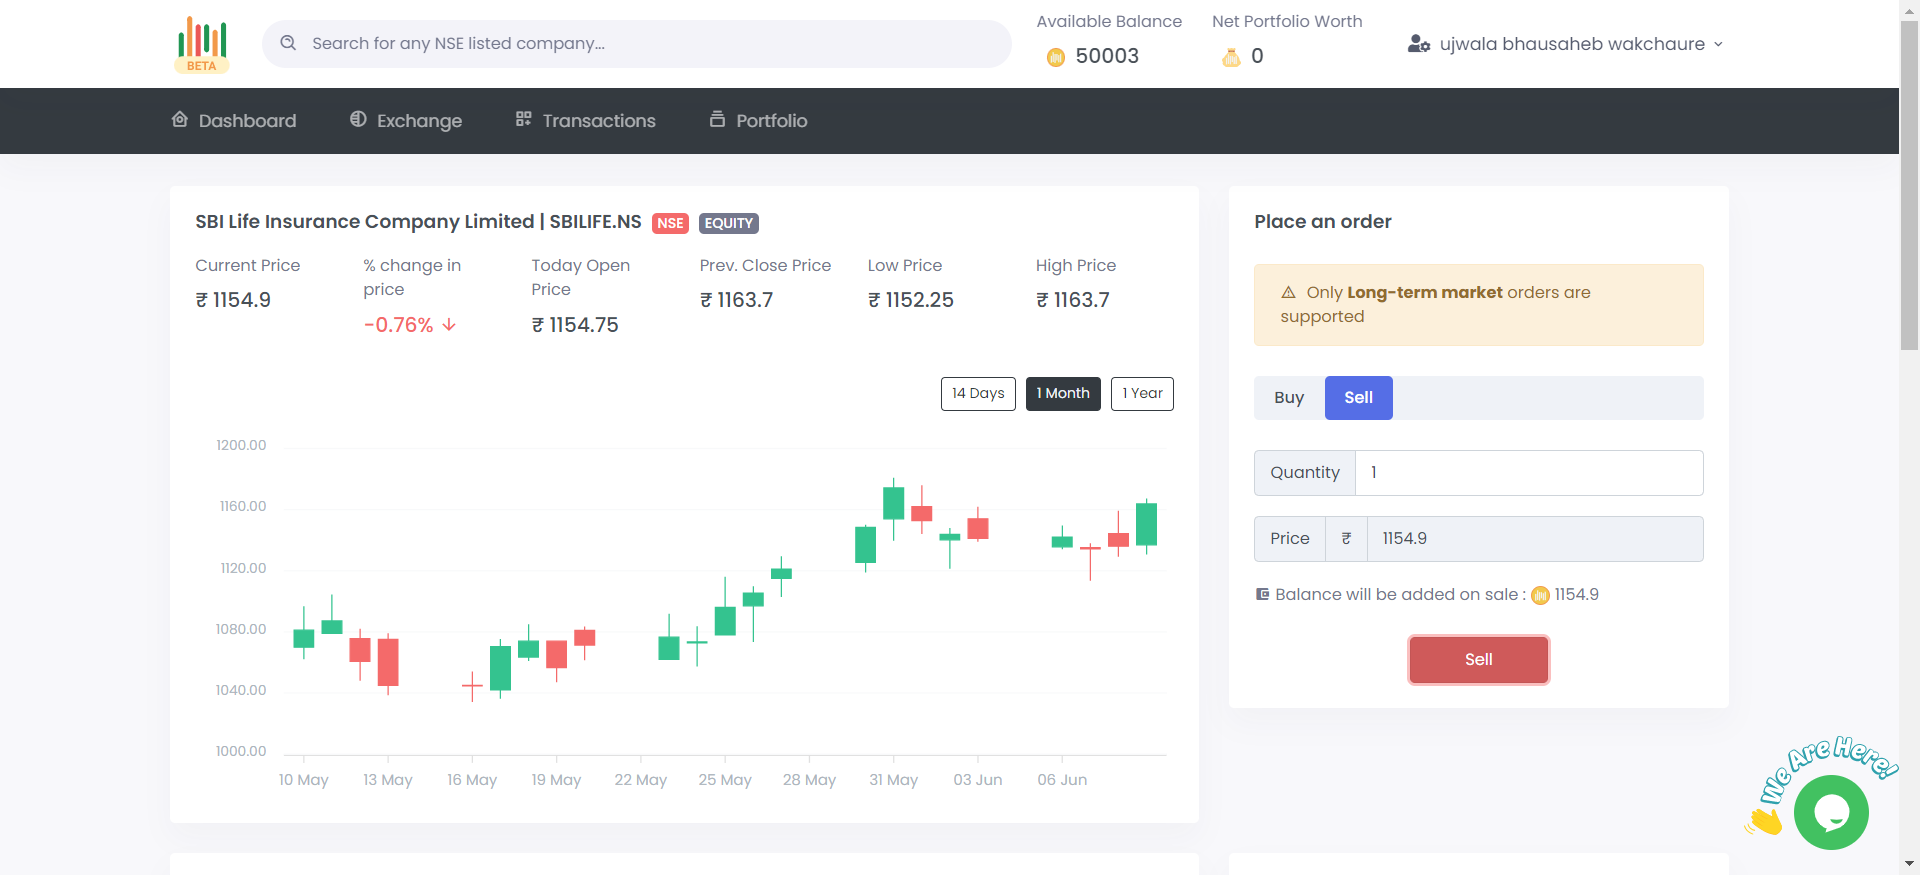 BETA
Search for any NSE listed company...
Available Balance
50003
Net Portfolio Worth
0
ujwala bhausaheb wakchaure
Dashboard
Exchange
Transactions
Portfolio
SBI Life Insurance Company Limited | SBILIFE.NS NSE EQUITY
Current Price
₹ 1154.9
% change in
price
-0.76%
Today Open
Price
₹ 1154.75
Prev. Close Price
₹ 1163.7
Low Price
₹ 1152.25
High Price
₹ 1163.7
14 Days
1 Month
1 Year
1200.00
1160.00
1120.00
1080.00
1040.00
1000.00
10 May
13 May
16 May
19 May
22 May
25 May
28 May
31 May
03 Jun
06 Jun
Place an order
Only Long-term market orders are
supported
Buy
Sell
Quantity 1
Price ₹ 1154.9
Balance will be added on sale : 1154.9
Sell
We Are Here!